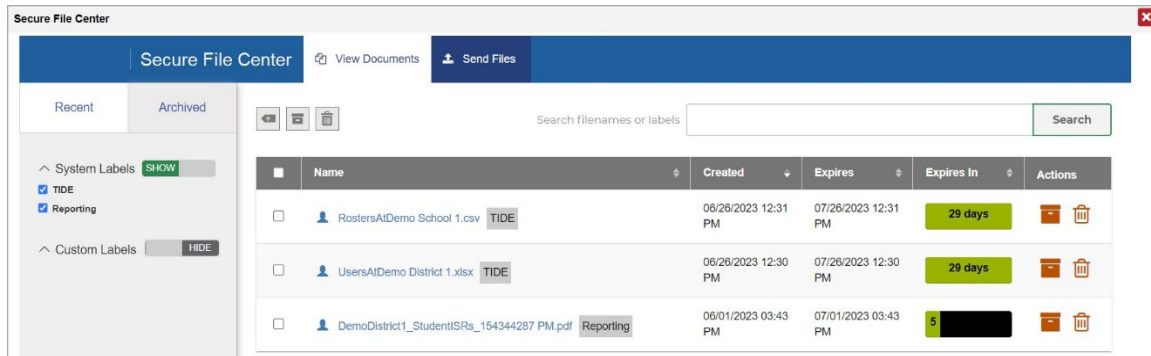 Secure File Center
Secure File Center
View Documents
Send Files
Recent
Archived
Search filenames or labels
Search
System Labels SHOW
TIDE
Reporting
Custom Labels HIDE
Name Created Expires Expires In Actions
RostersAtDemo School 1.csv TIDE 06/26/2023 12:31 PM 07/26/2023 12:31 PM 29 days
UsersAtDemo District 1.xlsx TIDE 06/26/2023 12:30 PM 07/26/2023 12:30 PM 29 days
DemoDistrict1_StudentISRs_154344287 PM.pdf Reporting 06/01/2023 03:43 PM 07/01/2023 03:43 PM 5